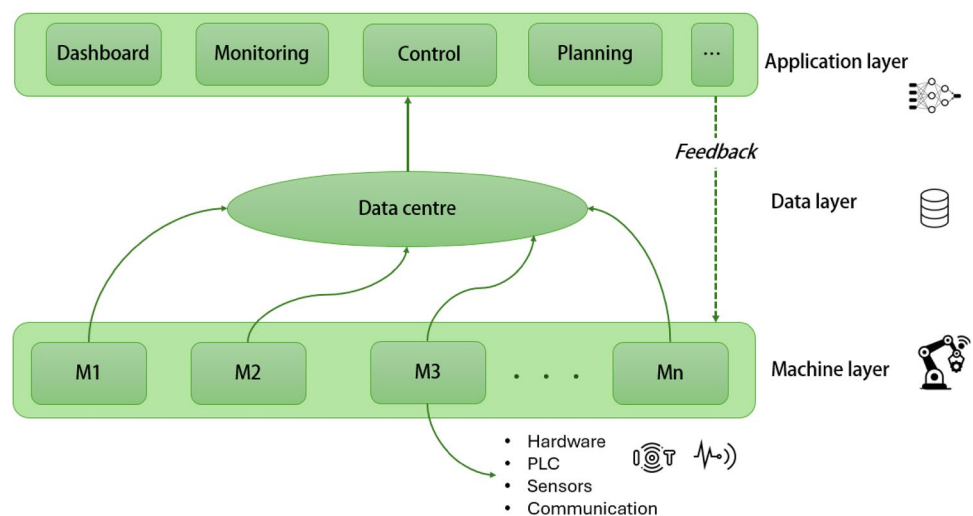 Dashboard
Monitoring
Control
Planning
...
Application layer
Feedback
Data centre
Data layer
M1
M2
M3
. . .
Mn
Machine layer
• Hardware
• PLC
• Sensors
• Communication
IOT